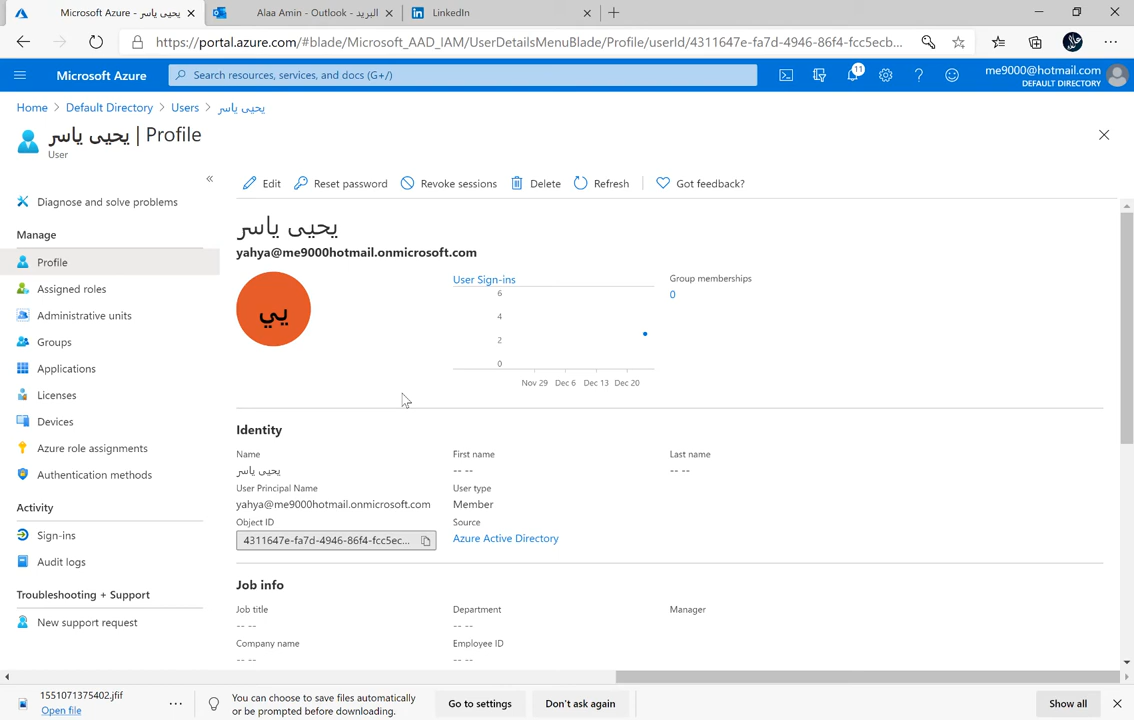 يحيى ياسر - Microsoft Azure
Alaa Amin - Outlook - البريد
LinkedIn
https://portal.azure.com/#blade/Microsoft_AAD_IAM/UserDetailsMenuBlade/Profile/userId/4311647e-fa7d-4946-86f4-fcc5ecb...
Microsoft Azure
Search resources, services, and docs (G+/)
11
me9000@hotmail.com
DEFAULT DIRECTORY
Home > Default Directory > Users > يحيى ياسر
يحيى ياسر | Profile
User
«
Edit
Reset password
Revoke sessions
Delete
Refresh
Got feedback?
Diagnose and solve problems
Manage
Profile
Assigned roles
Administrative units
Groups
Applications
Licenses
Devices
Azure role assignments
Authentication methods
Activity
Sign-ins
Audit logs
Troubleshooting + Support
New support request
يحيى ياسر
yahya@me9000hotmail.onmicrosoft.com
يي
User Sign-ins
6
4
2
0
Nov 29 Dec 6 Dec 13 Dec 20
Group memberships
0
Identity
Name
يحيى ياسر
First name
-- --
Last name
-- --
User Principal Name
yahya@me9000hotmail.onmicrosoft.com
User type
Member
Object ID
4311647e-fa7d-4946-86f4-fcc5ec...
Source
Azure Active Directory
Job info
Job title
-- --
Department
-- --
Manager
Company name
-- --
Employee ID
-- --
1551071375402.jfif
Open file
You can choose to save files automatically
or be prompted before downloading.
Go to settings
Don't ask again
Show all